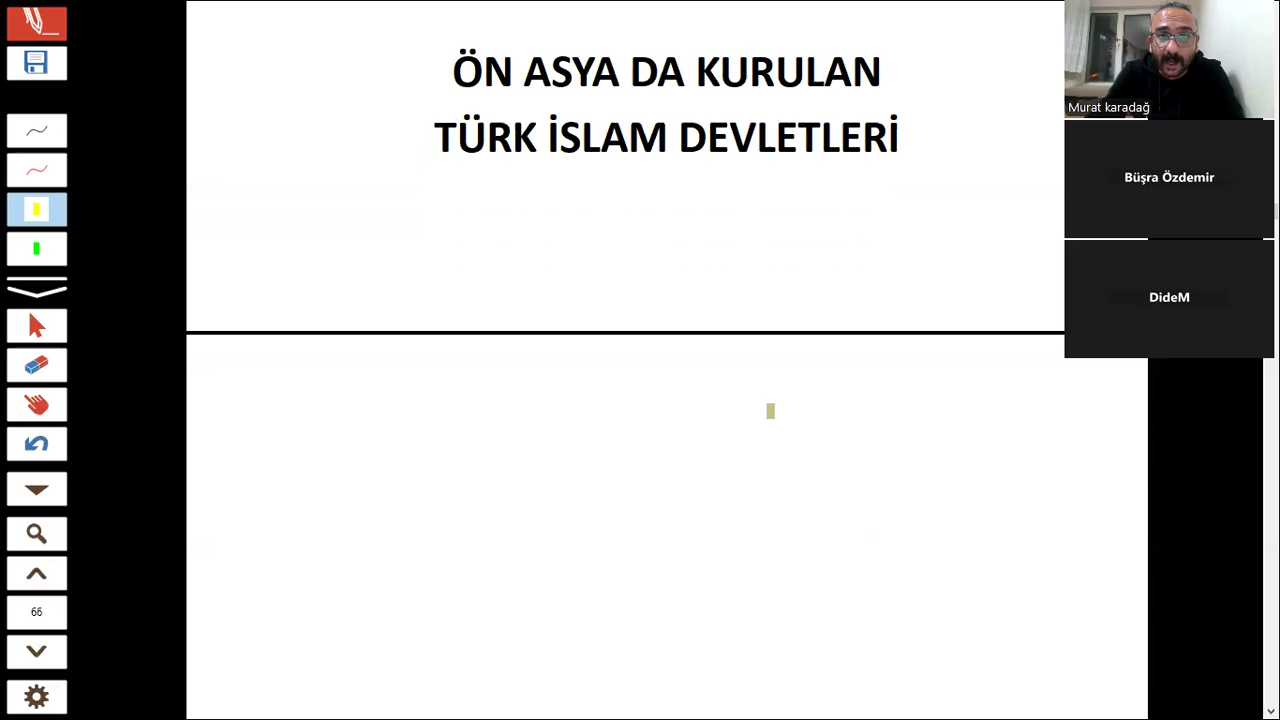 ÖN ASYA DA KURULAN
TÜRK İSLAM DEVLETLERİ
Murat karadağ
Büşra Özdemir
DideM
66